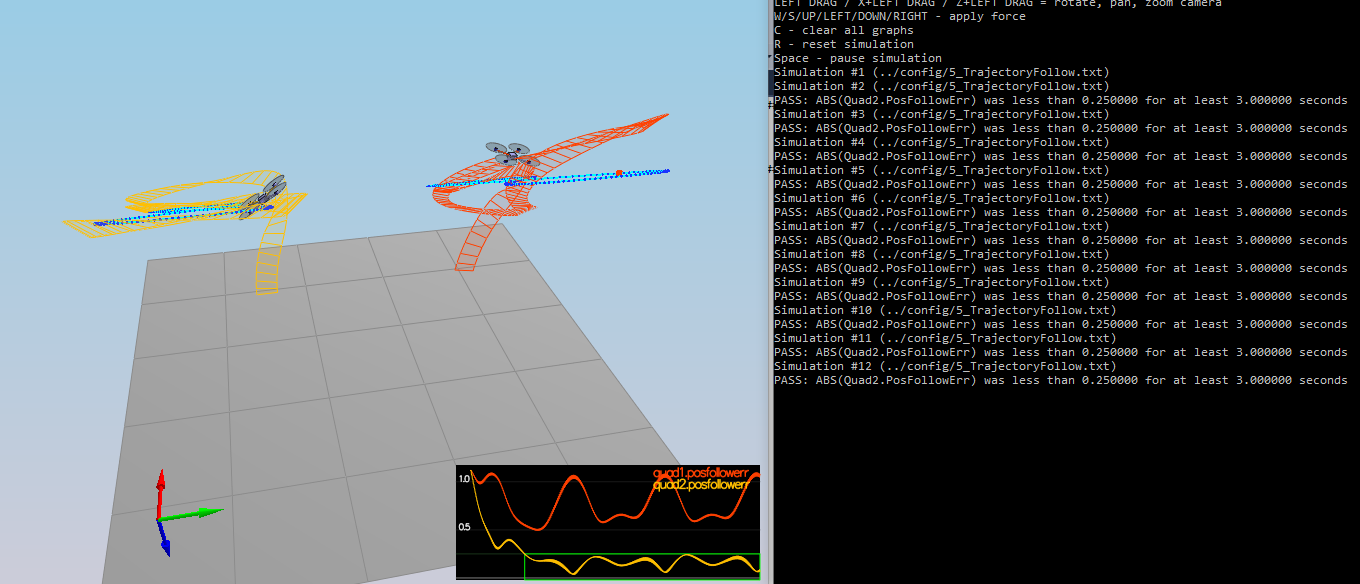 LEFT DRAG / X+LEFT DRAG / Z+LEFT DRAG = rotate, pan, zoom camera
W/S/UP/LEFT/DOWN/RIGHT - apply force
C - clear all graphs
R - reset simulation
Space - pause simulation
Simulation #1 (../config/5_TrajectoryFollow.txt)
Simulation #2 (../config/5_TrajectoryFollow.txt)
PASS: ABS(Quad2.PosFollowErr) was less than 0.250000 for at least 3.000000 seconds
Simulation #3 (../config/5_TrajectoryFollow.txt)
PASS: ABS(Quad2.PosFollowErr) was less than 0.250000 for at least 3.000000 seconds
Simulation #4 (../config/5_TrajectoryFollow.txt)
PASS: ABS(Quad2.PosFollowErr) was less than 0.250000 for at least 3.000000 seconds
Simulation #5 (../config/5_TrajectoryFollow.txt)
PASS: ABS(Quad2.PosFollowErr) was less than 0.250000 for at least 3.000000 seconds
Simulation #6 (../config/5_TrajectoryFollow.txt)
PASS: ABS(Quad2.PosFollowErr) was less than 0.250000 for at least 3.000000 seconds
Simulation #7 (../config/5_TrajectoryFollow.txt)
PASS: ABS(Quad2.PosFollowErr) was less than 0.250000 for at least 3.000000 seconds
Simulation #8 (../config/5_TrajectoryFollow.txt)
PASS: ABS(Quad2.PosFollowErr) was less than 0.250000 for at least 3.000000 seconds
Simulation #9 (../config/5_TrajectoryFollow.txt)
PASS: ABS(Quad2.PosFollowErr) was less than 0.250000 for at least 3.000000 seconds
Simulation #10 (../config/5_TrajectoryFollow.txt)
PASS: ABS(Quad2.PosFollowErr) was less than 0.250000 for at least 3.000000 seconds
Simulation #11 (../config/5_TrajectoryFollow.txt)
PASS: ABS(Quad2.PosFollowErr) was less than 0.250000 for at least 3.000000 seconds
Simulation #12 (../config/5_TrajectoryFollow.txt)
PASS: ABS(Quad2.PosFollowErr) was less than 0.250000 for at least 3.000000 seconds
quad1.posfollowerr
quad2.posfollowerr
1.0
0.5